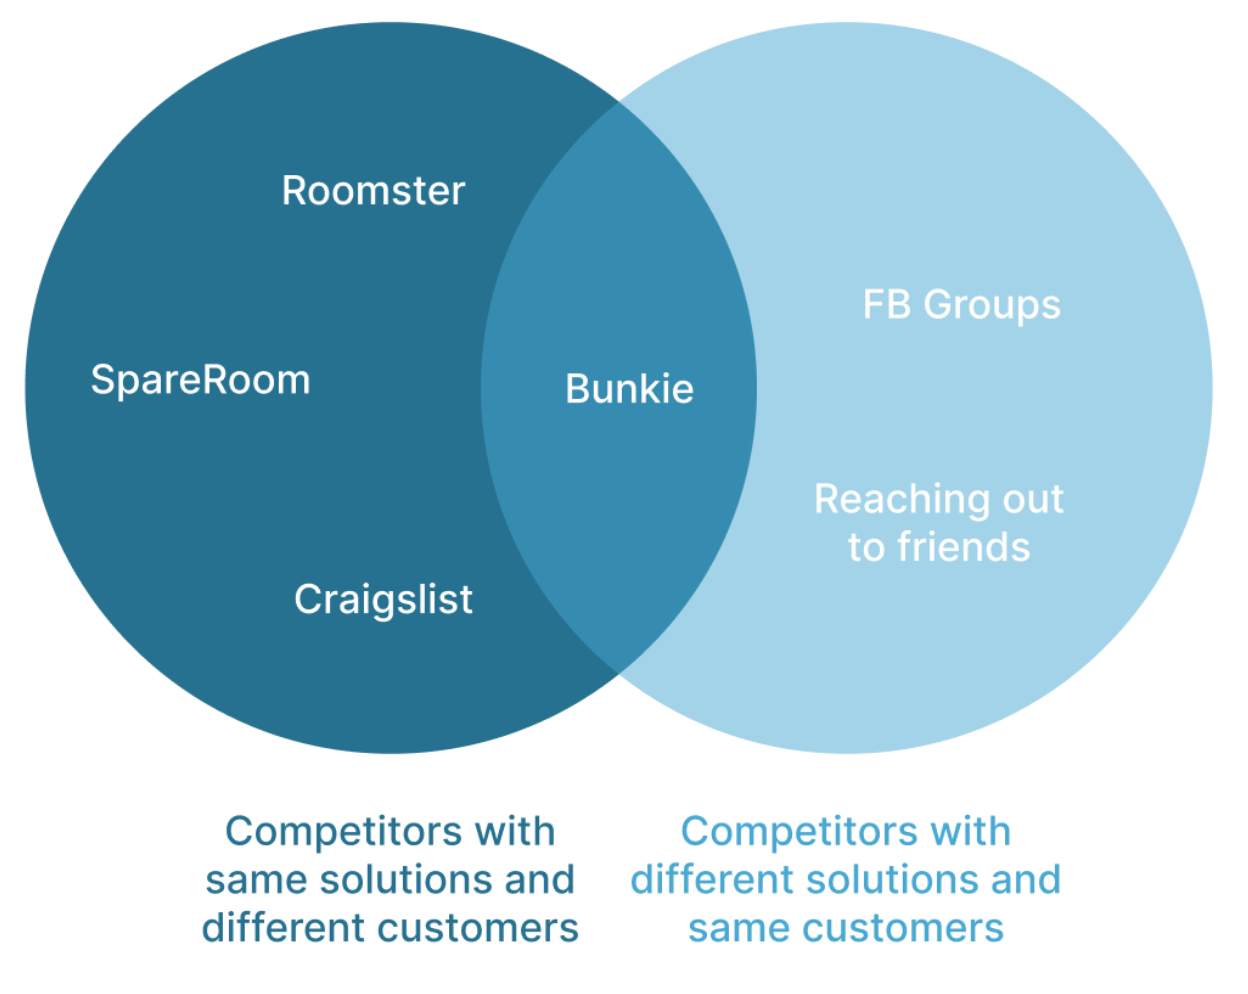 Roomster
SpareRoom
Craigslist
Bunkie
FB Groups
Reaching out
to friends
Competitors with
same solutions and
different customers
Competitors with
different solutions and
same customers